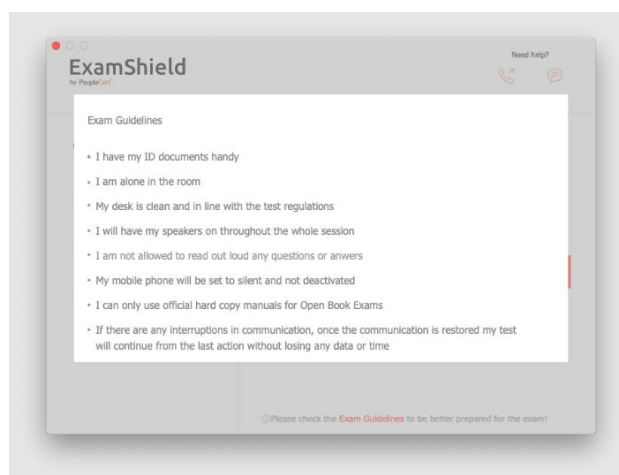 Need help?
ExamShield
by PeopleCert
Exam Guidelines
• I have my ID documents handy
• I am alone in the room
• My desk is clean and in line with the test regulations
• I will have my speakers on throughout the whole session
• I am not allowed to read out loud any questions or anwers
• My mobile phone will be set to silent and not deactivated
• I can only use official hard copy manuals for Open Book Exams
• If there are any interruptions in communication, once the communication is restored my test
will continue from the last action without losing any data or time
Please check the Exam Guidelines to be better prepared for the exam!